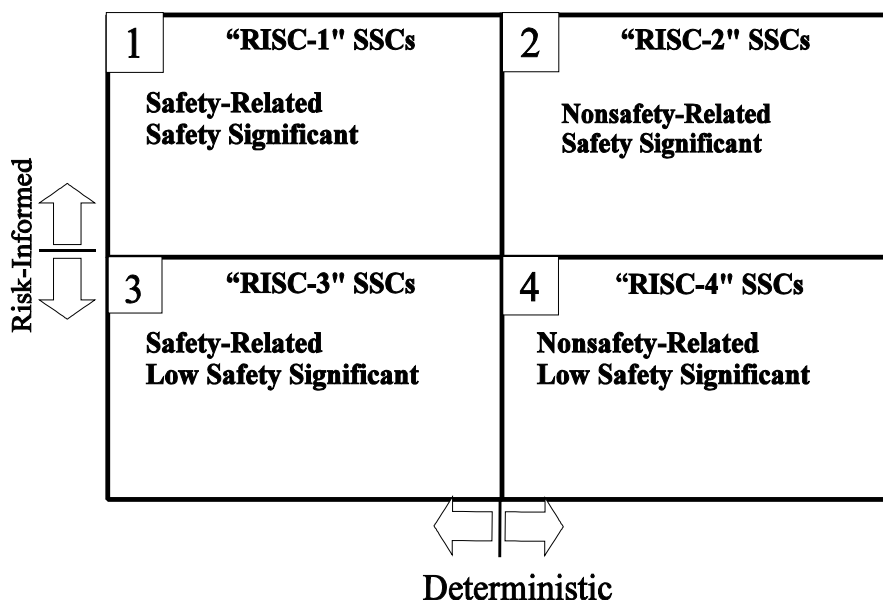 1
“RISC-1" SSCs
Safety-Related
Safety Significant
2
“RISC-2" SSCs
Nonsafety-Related
Safety Significant
Risk-Informed
3
“RISC-3" SSCs
Safety-Related
Low Safety Significant
4
“RISC-4" SSCs
Nonsafety-Related
Low Safety Significant
Deterministic